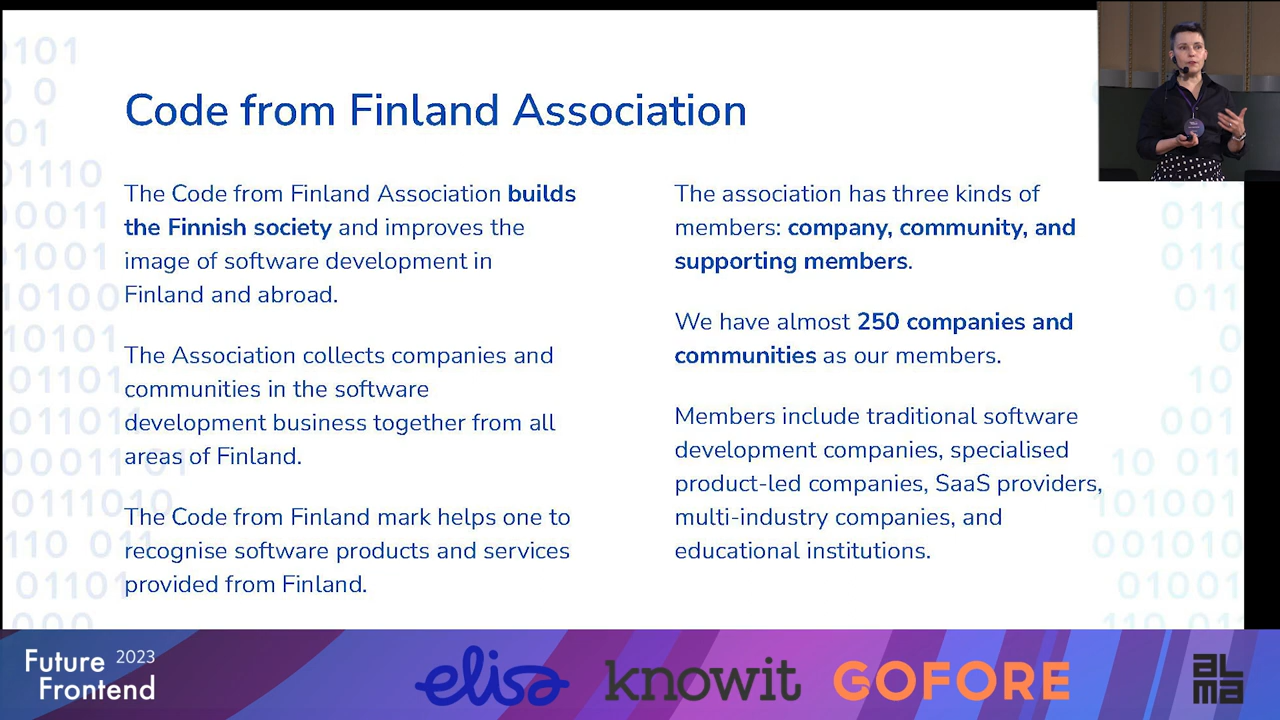 Code from Finland Association
The Code from Finland Association builds
the Finnish society and improves the
image of software development in
Finland and abroad.
The Association collects companies and
communities in the software
development business together from all
areas of Finland.
The Code from Finland mark helps one to
recognise software products and services
provided from Finland.
The association has three kinds of
members: company, community, and
supporting members.
We have almost 250 companies and
communities as our members.
Members include traditional software
development companies, specialised
product-led companies, SaaS providers,
multi-industry companies, and
educational institutions.
Future 2023
Frontend
elisa
knowit
GOFORE
aLma